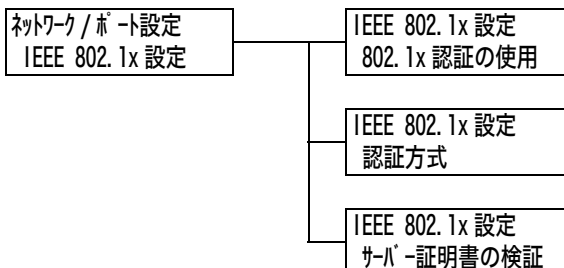 ﾈｯﾄﾜｰｸ / ﾎﾟｰﾄ設定
IEEE 802.1x 設定
IEEE 802.1x 設定
802.1x 認証の使用
IEEE 802.1x 設定
認証方式
IEEE 802.1x 設定
ｻｰﾊﾞｰ証明書の検証